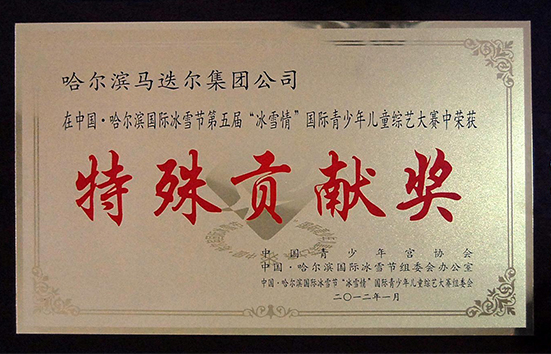 哈尔滨马迭尔集团公司
在中国·哈尔滨国际冰雪节第五届“冰雪情”国际青少年儿童综艺大赛中荣获
特殊贡献奖
中国青少年宫协会
中国·哈尔滨国际冰雪节组委会办公室
中国·哈尔滨国际冰雪节“冰雪情”国际青少年儿童综艺大赛组委会
二〇一二年一月